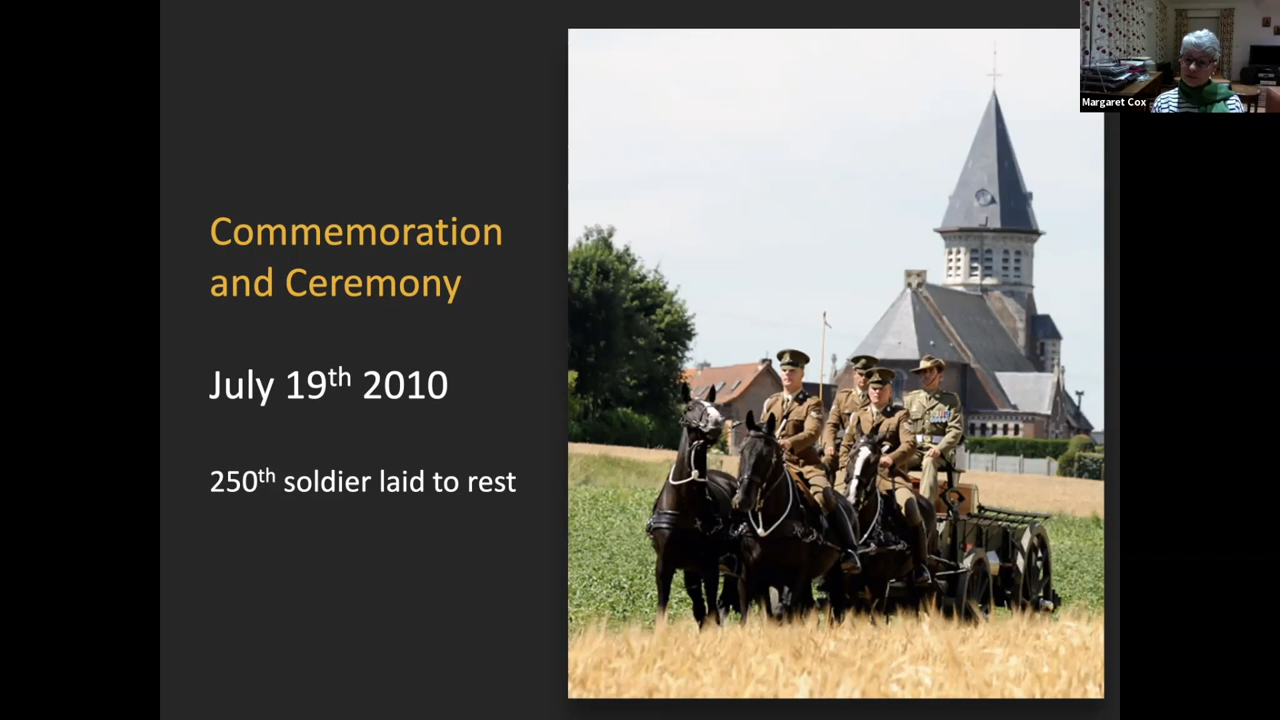 Commemoration
and Ceremony
July 19th 2010
250th soldier laid to rest
Margaret Cox